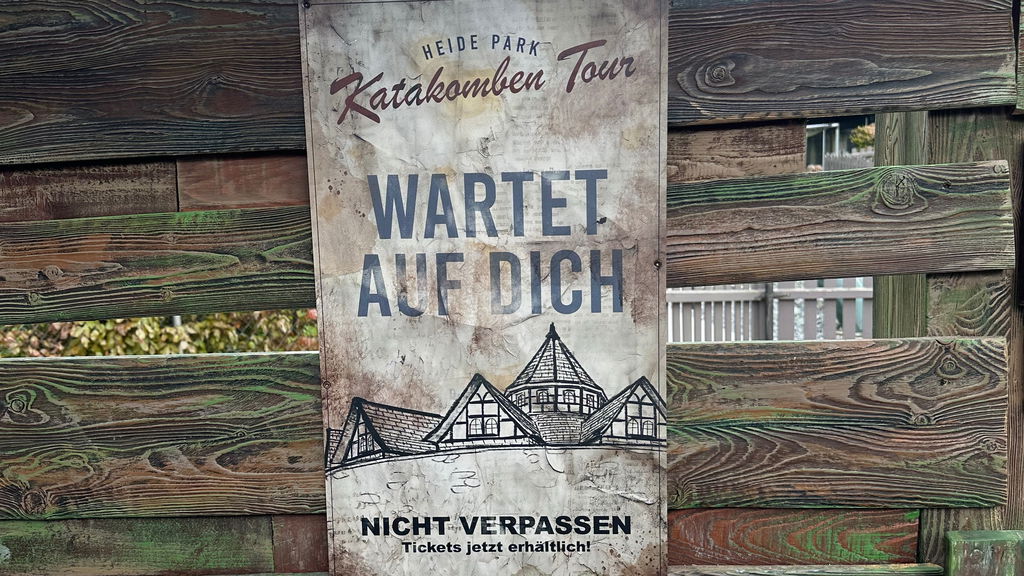 HEIDE PARK
Katakomben Tour
WARTET
AUF DICH
NICHT VERPASSEN
Tickets jetzt erhältlich!